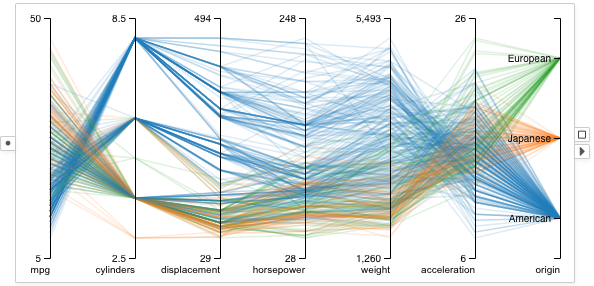 50 8.5 494 248 5,493 26
European
Japanese
American
5 2.5 29 28 1,260 6
mpg cylinders displacement horsepower weight acceleration origin